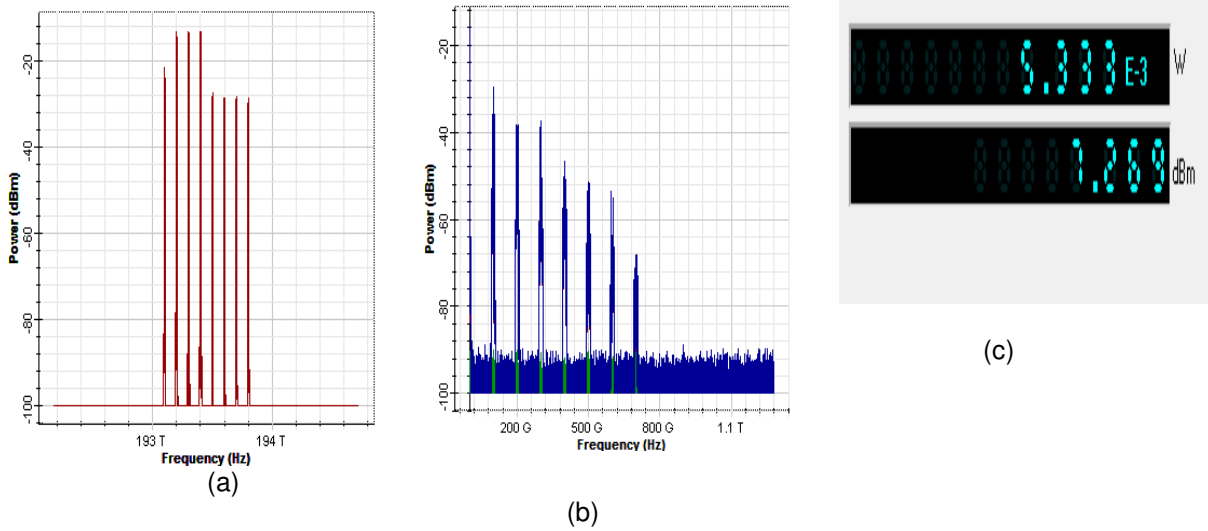 -20
-40
-60
-80
-100
Power (dBm)
193 T
194 T
Frequency (Hz)
(a)
-20
-40
-60
-80
-100
Power (dBm)
200 G
500 G
800 G
1.1 T
Frequency (Hz)
(b)
5.333 E-3 W
7.269 dBm
(c)